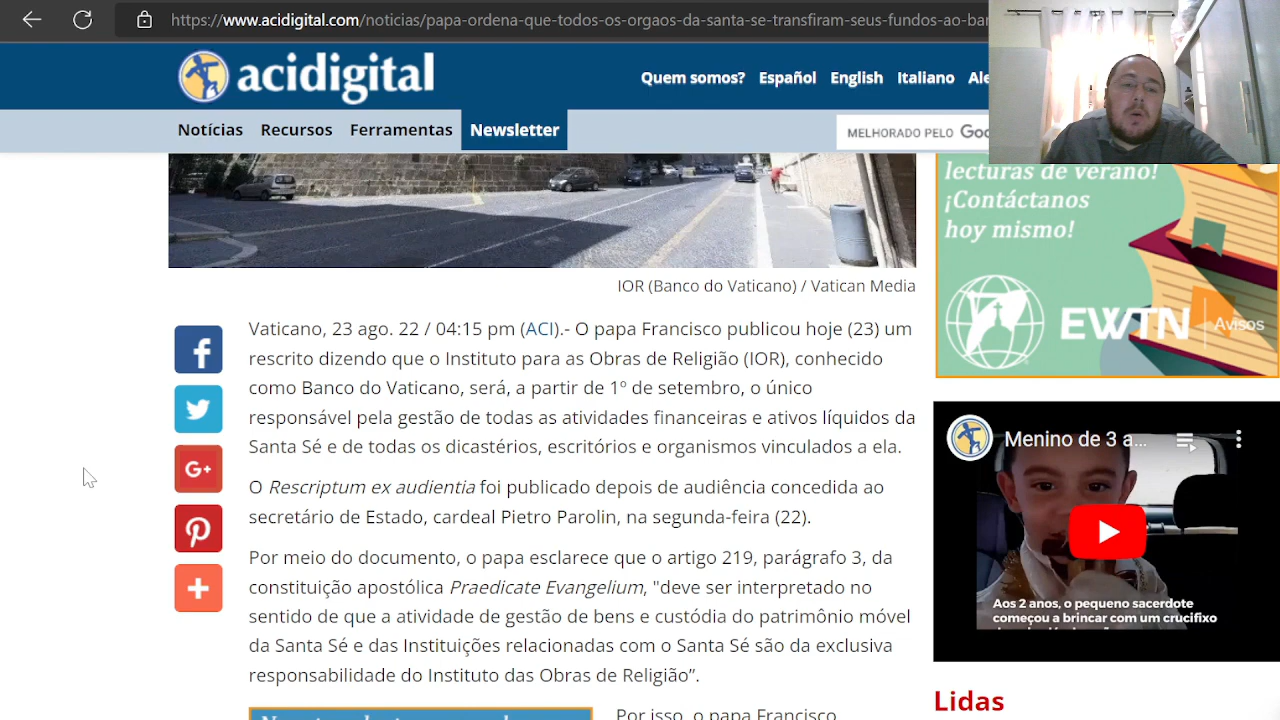 https://www.acidigital.com/noticias/papa-ordena-que-todos-os-orgaos-da-santa-se-transfiram-seus-fundos-ao-ban
acidigital
Quem somos? Español English Italiano Ale
Notícias Recursos Ferramentas Newsletter
MELHORADO PELO Goo
lecturas de verano!
¡Contáctanos
hoy mismo!
EWTN Avisos
IOR (Banco do Vaticano) / Vatican Media
Vaticano, 23 ago. 22 / 04:15 pm (ACI).- O papa Francisco publicou hoje (23) um
rescrito dizendo que o Instituto para as Obras de Religião (IOR), conhecido
como Banco do Vaticano, será, a partir de 1º de setembro, o único
responsável pela gestão de todas as atividades financeiras e ativos líquidos da
Santa Sé e de todas os dicastérios, escritórios e organismos vinculados a ela.
O Rescriptum ex audientia foi publicado depois de audiência concedida ao
secretário de Estado, cardeal Pietro Parolin, na segunda-feira (22).
Por meio do documento, o papa esclarece que o artigo 219, parágrafo 3, da
constituição apostólica Praedicate Evangelium, "deve ser interpretado no
sentido de que a atividade de gestão de bens e custódia do patrimônio móvel
da Santa Sé e das Instituições relacionadas com o Santa Sé são da exclusiva
responsabilidade do Instituto das Obras de Religião”.
Por isso, o papa Francisco
Menino de 3 a...
Aos 2 anos, o pequeno sacerdote
começou a brincar com um crucifixo
Lidas